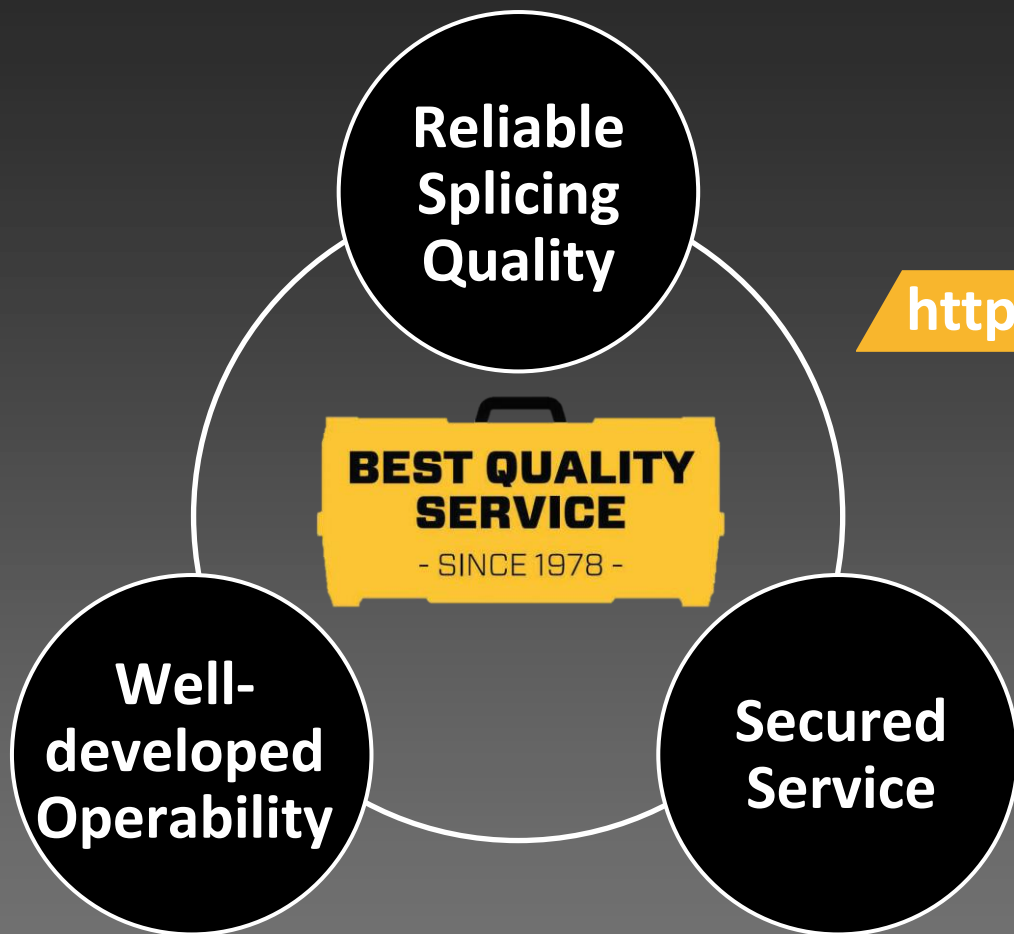 Reliable
Splicing
Quality
http
BEST QUALITY
SERVICE
- SINCE 1978 -
Well-
developed
Operability
Secured
Service